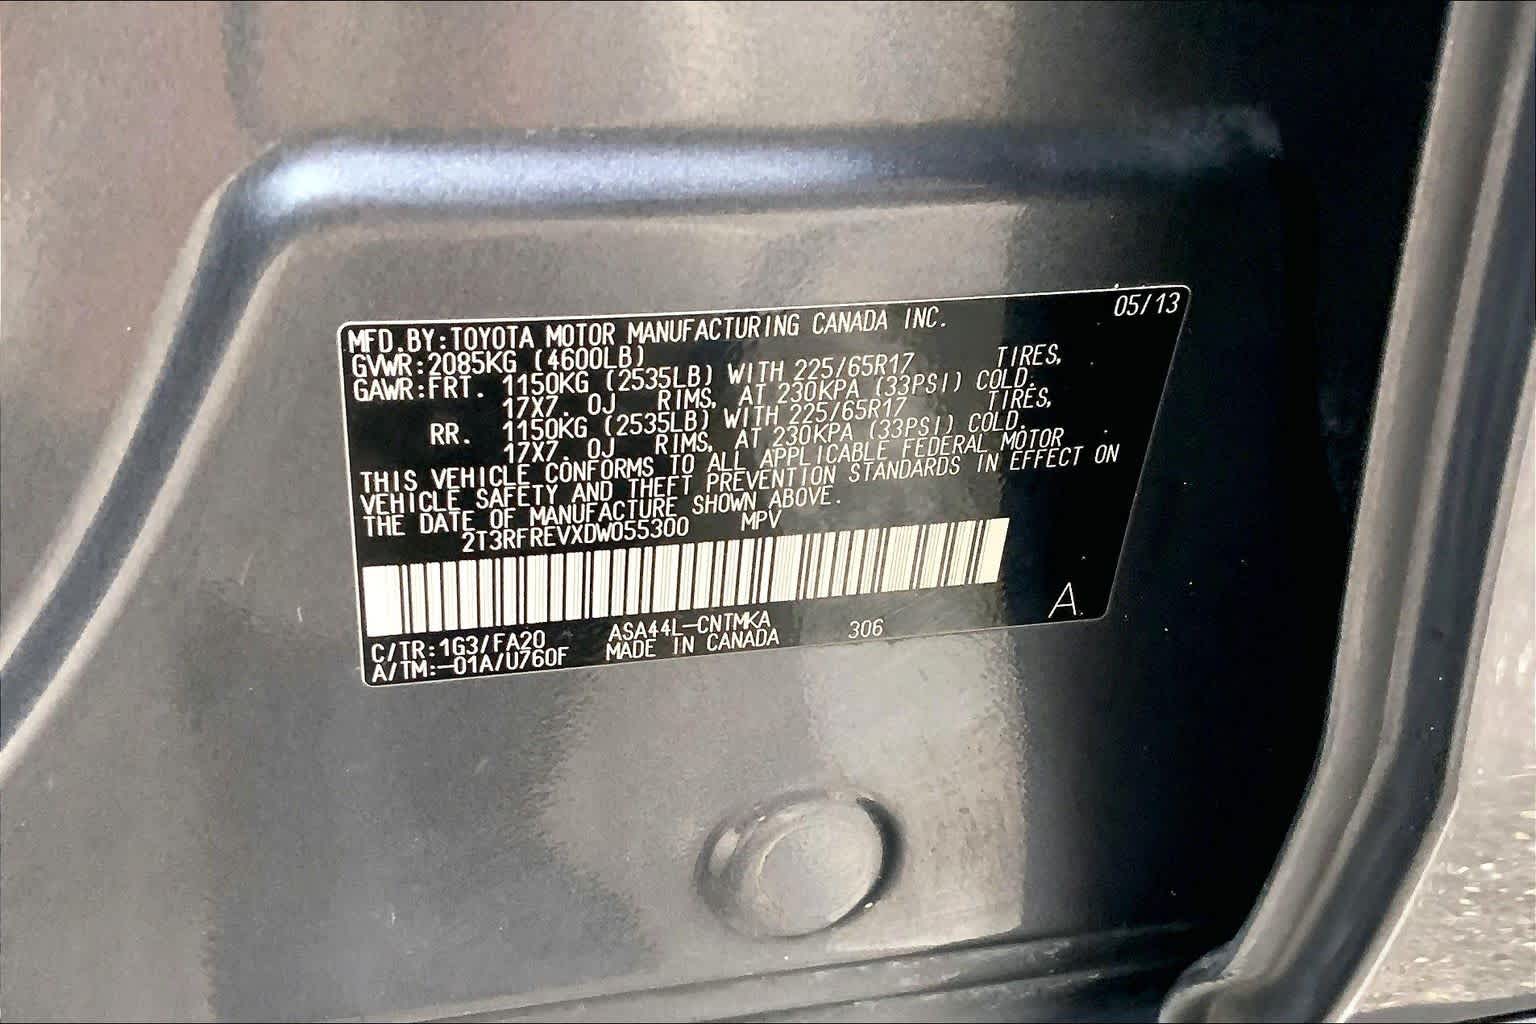 05/13
MFD.BY:TOYOTA MOTOR MANUFACTURING CANADA INC.
GVWR:2085KG (4600LB)
GAWR:FRT. 1150KG (2535LB) WITH 225/65R17 TIRES,
17X7. 0J RIMS, AT 230KPA (33PSI) COLD.
RR. 1150KG (2535LB) WITH 225/65R17 TIRES,
17X7. 0J RIMS, AT 230KPA (33PSI) COLD.
THIS VEHICLE CONFORMS TO ALL APPLICABLE FEDERAL MOTOR
VEHICLE SAFETY AND THEFT PREVENTION STANDARDS IN EFFECT ON
THE DATE OF MANUFACTURE SHOWN ABOVE.
2T3RFREVXDW055300 MPV
C/TR:1G3/FA20 ASA44L-CNTMKA 306 A
A/TM:-01A/U760F MADE IN CANADA